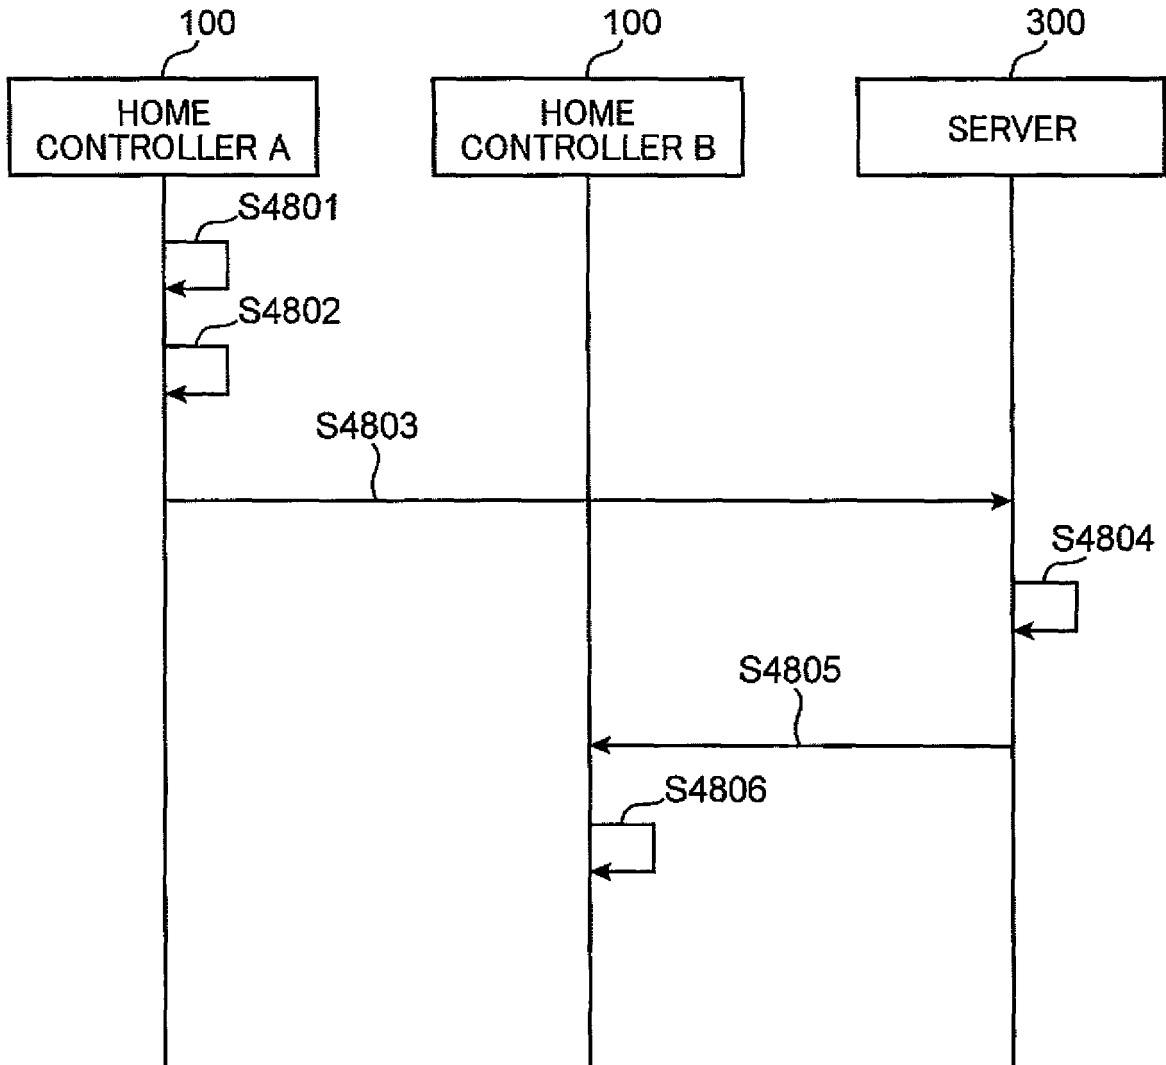 100
100
300
HOME
CONTROLLER A
HOME
CONTROLLER B
SERVER
S4801
S4802
S4803
S4804
S4805
S4806